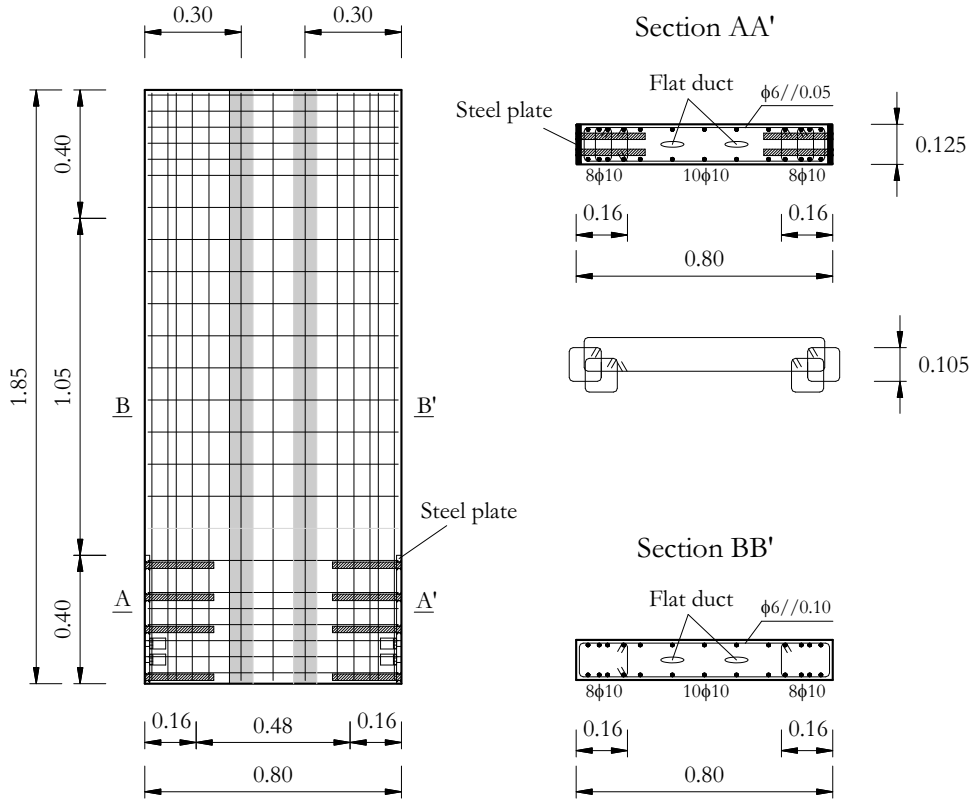 0.30
0.30
1.85
0.40
1.05
0.40
B
B'
A
A'
Steel plate
0.16
0.48
0.16
0.80
Section AA'
Steel plate
Flat duct
ϕ6//0.05
0.125
8ϕ10
10ϕ10
8ϕ10
0.16
0.16
0.80
0.105
Section BB'
Flat duct
ϕ6//0.10
8ϕ10
10ϕ10
8ϕ10
0.16
0.16
0.80